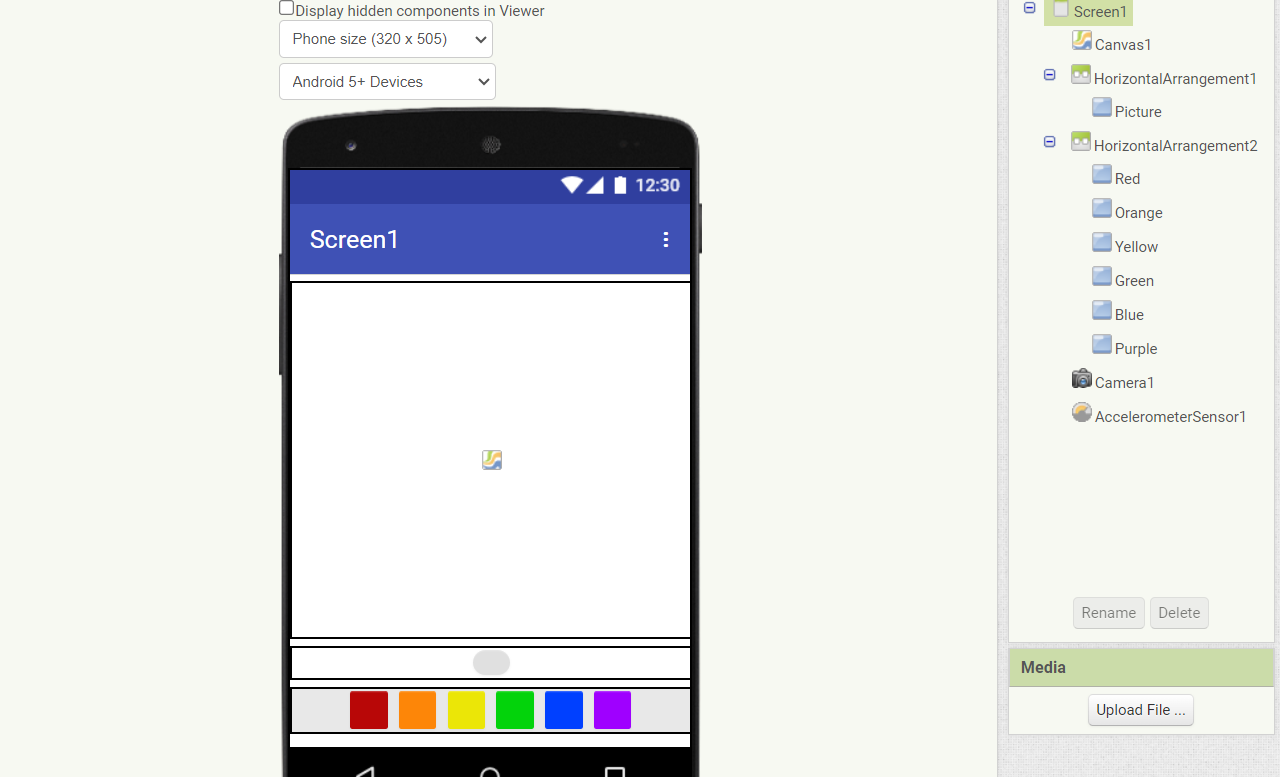 Display hidden components in Viewer
Phone size (320 x 505)
Android 5+ Devices
12:30
Screen1
Screen1
Canvas1
HorizontalArrangement1
Picture
HorizontalArrangement2
Red
Orange
Yellow
Green
Blue
Purple
Camera1
AccelerometerSensor1
Rename Delete
Media
Upload File ...